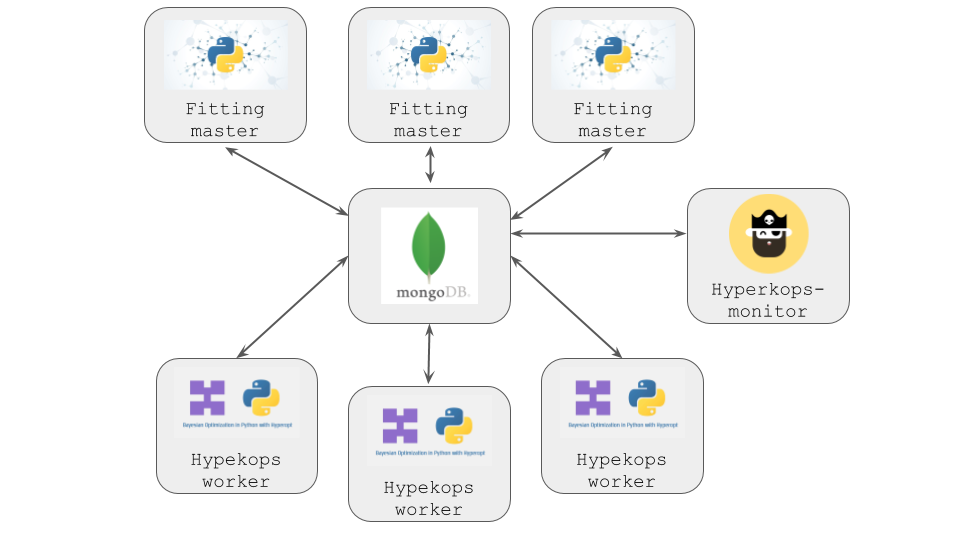 Fitting
master
Fitting
master
Fitting
master
mongoDB.
Hyperkops-
monitor
Bayesian Optimization in Python with Hyperopt
Hypekops
worker
Bayesian Optimization in Python with Hyperopt
Hypekops
worker
Bayesian Optimization in Python with Hyperopt
Hypekops
worker